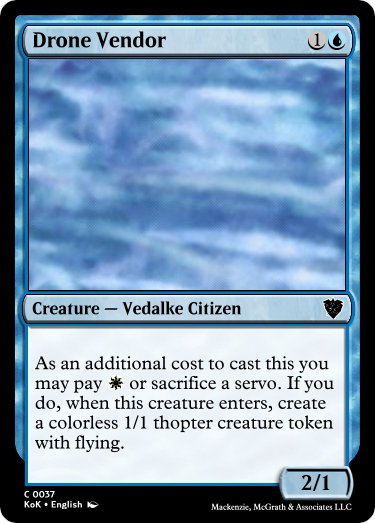 Drone Vendor 1
Creature — Vedalke Citizen
As an additional cost to cast this you
may pay or sacrifice a servo. If you
do, when this creature enters, create
a colorless 1/1 thopter creature token
with flying.
2/1
C 0037
KoK • English
Mackenzie, McGrath & Associates LLC